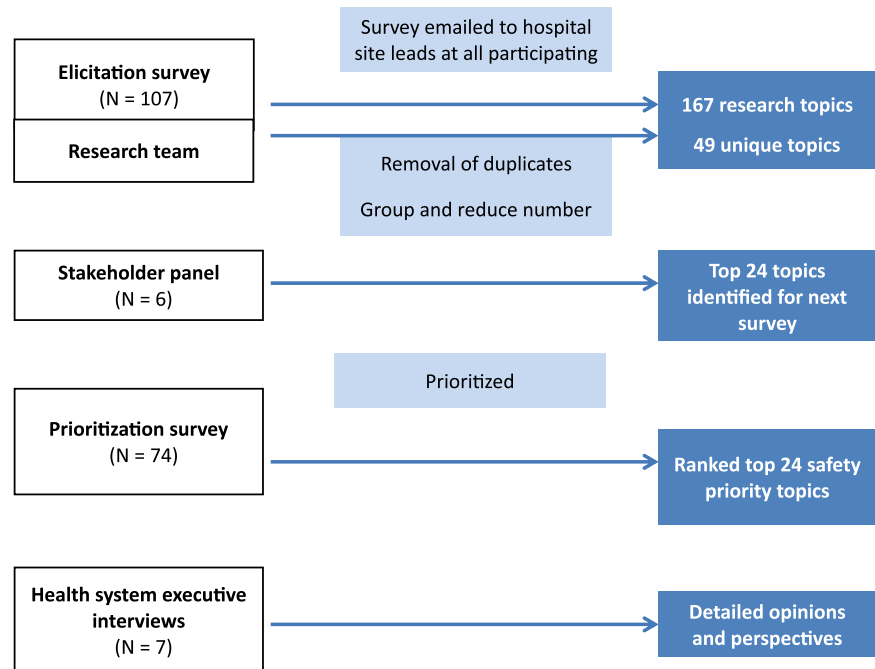 Survey emailed to hospital
site leads at all participating
Elicitation survey
(N = 107)
167 research topics
Research team
49 unique topics
Removal of duplicates
Group and reduce number
Stakeholder panel
(N = 6)
Top 24 topics
identified for next
survey
Prioritized
Prioritization survey
(N = 74)
Ranked top 24 safety
priority topics
Health system executive
interviews
(N = 7)
Detailed opinions
and perspectives